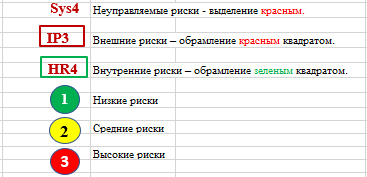 Sys4 Неуправляемые риски - выделение красным.
IP3 Внешние риски – обрамление красным квадратом.
HR4 Внутренние риски – обрамление зеленым квадратом.
1 Низкие риски
2 Средние риски
3 Высокие риски